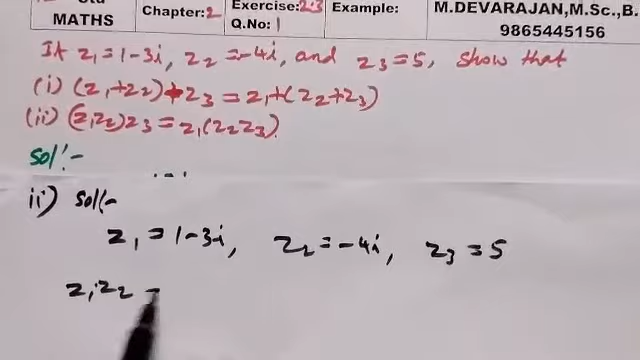 Std
MATHS
Chapter:2
Exercise:2.3
Q.No: 1
Example:
M.DEVARAJAN,M.Sc.,B.
9865445156
If z₁=1-3i, z₂=-4i, and z₃=5, show that
(i) (z₁+z₂)+z₃ = z₁+(z₂+z₃)
(ii) (z₁z₂)z₃ = z₁(z₂z₃).
Sol:-
ii) Sol:-
z₁ = 1-3i, z₂ = -4i, z₃ = 5
z₁z₂ =